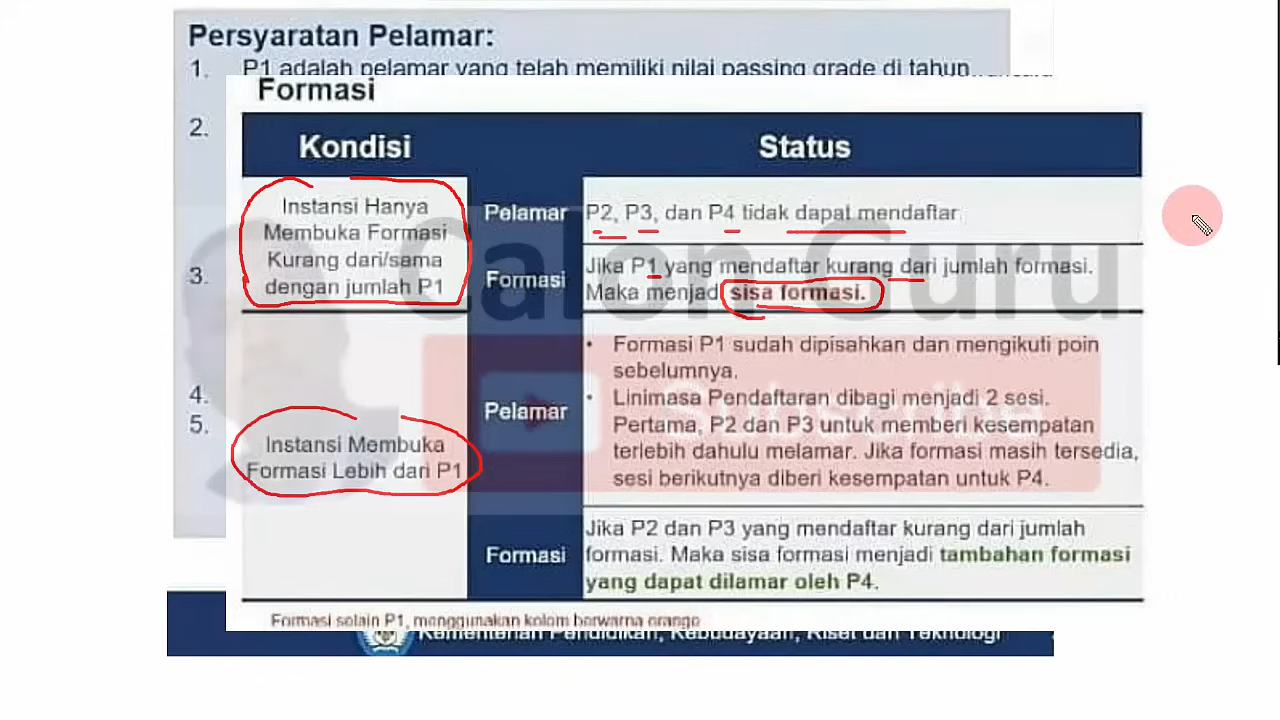 Persyaratan Pelamar:
1. P1 adalah pelamar yang telah memiliki nilai passing grade di tahun
Formasi
2.
3.
4.
5.
Kondisi Status
Instansi Hanya
Membuka Formasi
Kurang dari/sama
dengan jumlah P1
Pelamar
P2, P3, dan P4 tidak dapat mendaftar
Formasi
Jika P1 yang mendaftar kurang dari jumlah formasi.
Maka menjad sisa formasi.
Instansi Membuka
Formasi Lebih dari P1
Pelamar
• Formasi P1 sudah dipisahkan dan mengikuti poin
sebelumnya.
• Linimasa Pendaftaran dibagi menjadi 2 sesi.
Pertama, P2 dan P3 untuk memberi kesempatan
terlebih dahulu melamar. Jika formasi masih tersedia,
sesi berikutnya diberi kesempatan untuk P4.
Formasi
Jika P2 dan P3 yang mendaftar kurang dari jumlah
formasi. Maka sisa formasi menjadi tambahan formasi
yang dapat dilamar oleh P4.
Formasi selain P1, menggunakan kolom berwarna orange
Kementerian Pendidikan, Kebudayaan, Riset dan Teknologi
Calon Guru
Subscribe